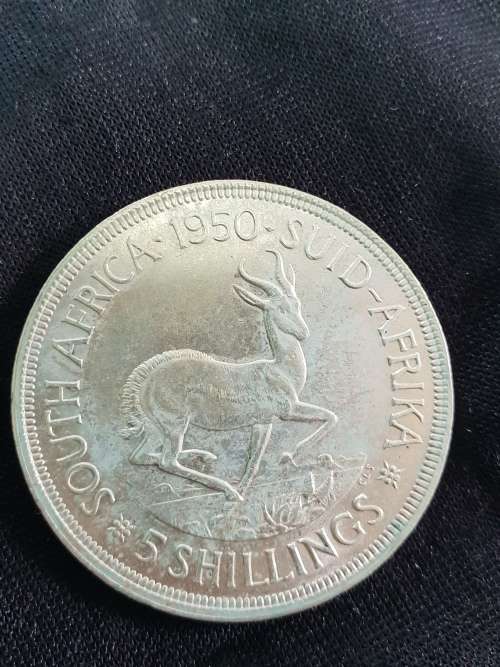 SOUTH AFRICA · 1950 · SUID-AFRIKA
5 SHILLINGS